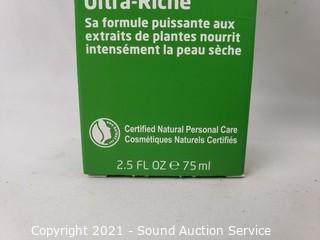 Ultra-Riche
Sa formule puissante aux
extraits de plantes nourrit
intensément la peau sèche
Certified Natural Personal Care
Cosmétiques Naturels Certifiés
2.5 FL OZ ℮ 75 ml
Copyright 2021 - Sound Auction Service